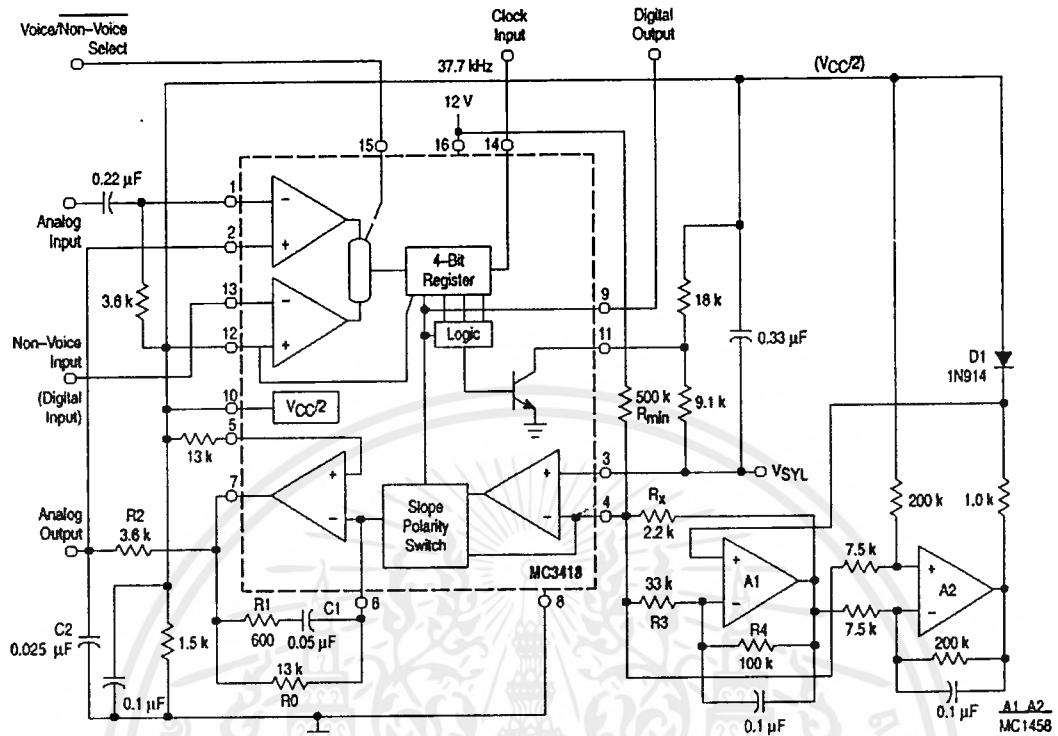 Voice/Non–Voice
Select
Clock
Input
Digital
Output
37.7 kHz
(VCC/2)
12 V
15
16
14
0.22 µF
1
Analog
Input
2
3.6 k
13
12
4–Bit
Register
Logic
9
11
18 k
0.33 µF
D1
1N914
Non–Voice
Input
(Digital
Input)
10
VCC/2
500 k
Rmin
9.1 k
5
13 k
3
VSYL
4
Rx
2.2 k
200 k
1.0 k
7
Slope
Polarity
Switch
Analog
Output
R2
3.6 k
MC3418
A1
7.5 k
A2
33 k
R3
7.5 k
6
8
R1
600
C1
0.05 µF
R4
100 k
200 k
C2
0.025 µF
1.5 k
13 k
R0
0.1 µF
0.1 µF
0.1 µF
A1 A2
MC1458